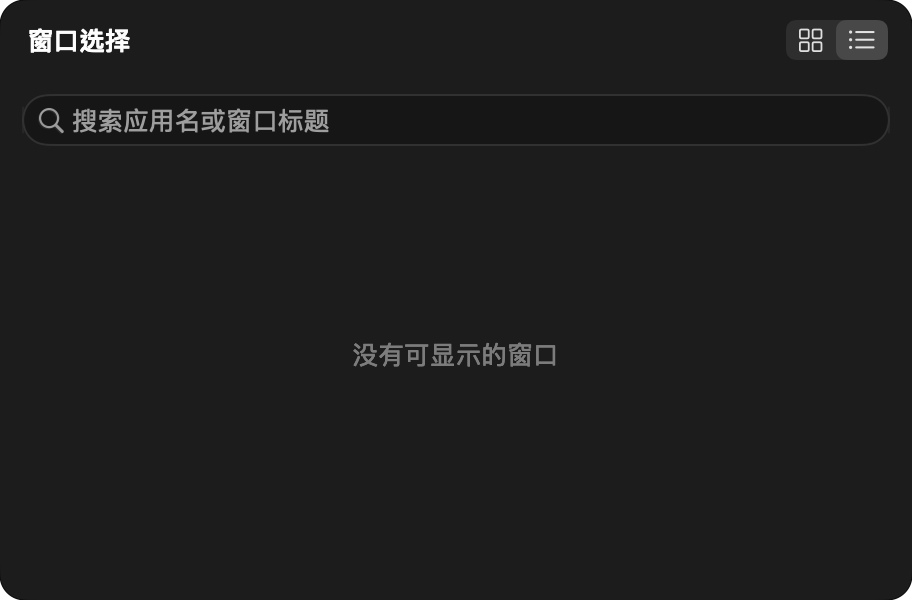 窗口选择
搜索应用名或窗口标题
没有可显示的窗口